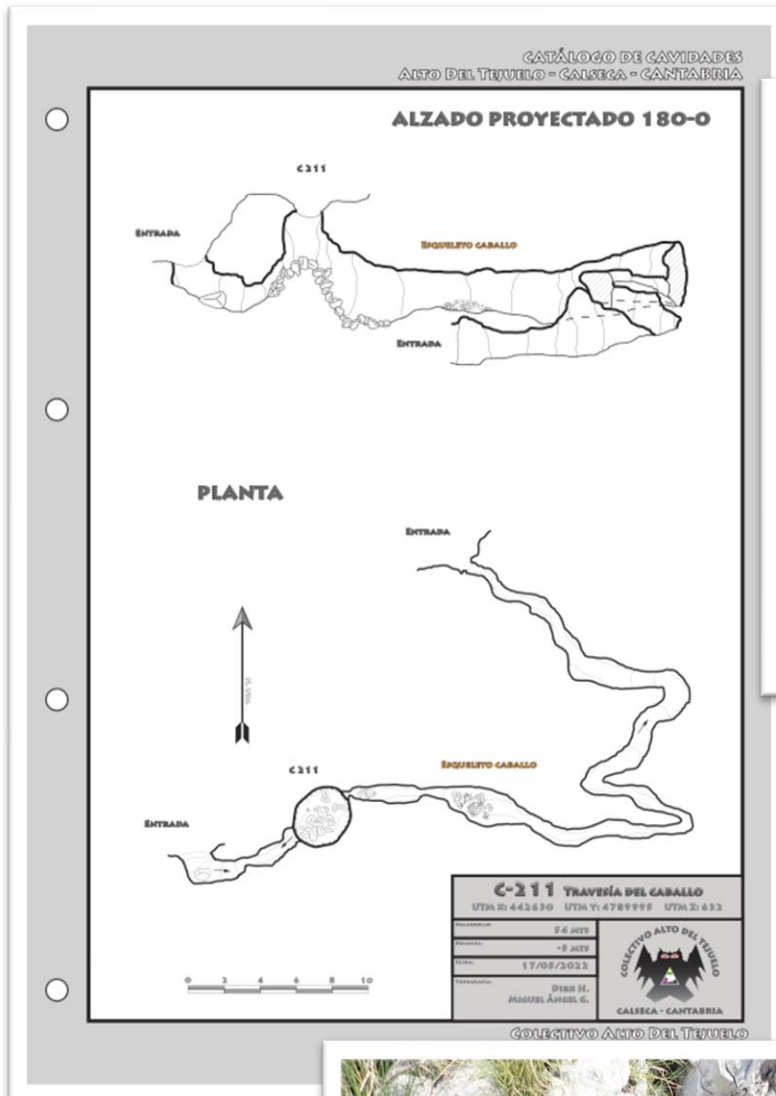 CATÁLOGO DE CAVIDADES
ALTO DEL TEJUELO - CALSECA - CANTABRIA
ALZADO PROYECTADO 180-0
C211
ENTRADA
ESQUELETO CABALLO
ENTRADA
PLANTA
ENTRADA
C211
ESQUELETO CABALLO
ENTRADA
0 2 4 6 8 10
C-211 TRAVESÍA DEL CABALLO
UTM X: 442630 UTM Y: 4789995 UTM Z: 632
DESARROLLO: 54 MTS
-5 MTS
FECHA: 17/05/2022
TOPOGRAFÍA: DIRK H.
MIGUEL ÁNGEL G.
COLECTIVO ALTO DEL TEJUELO
CALSECA - CANTABRIA
COLECTIVO ALTO DEL TEJUELO